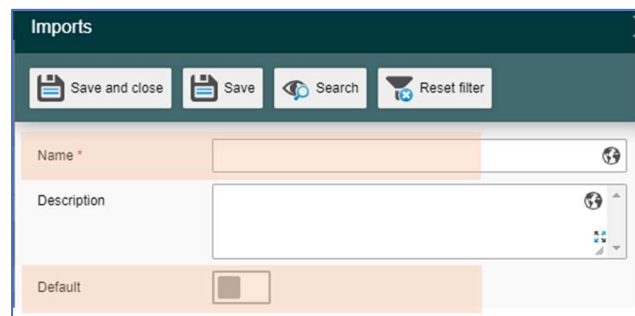 Imports
Save and close Save Search Reset filter
Name *
Description
Default